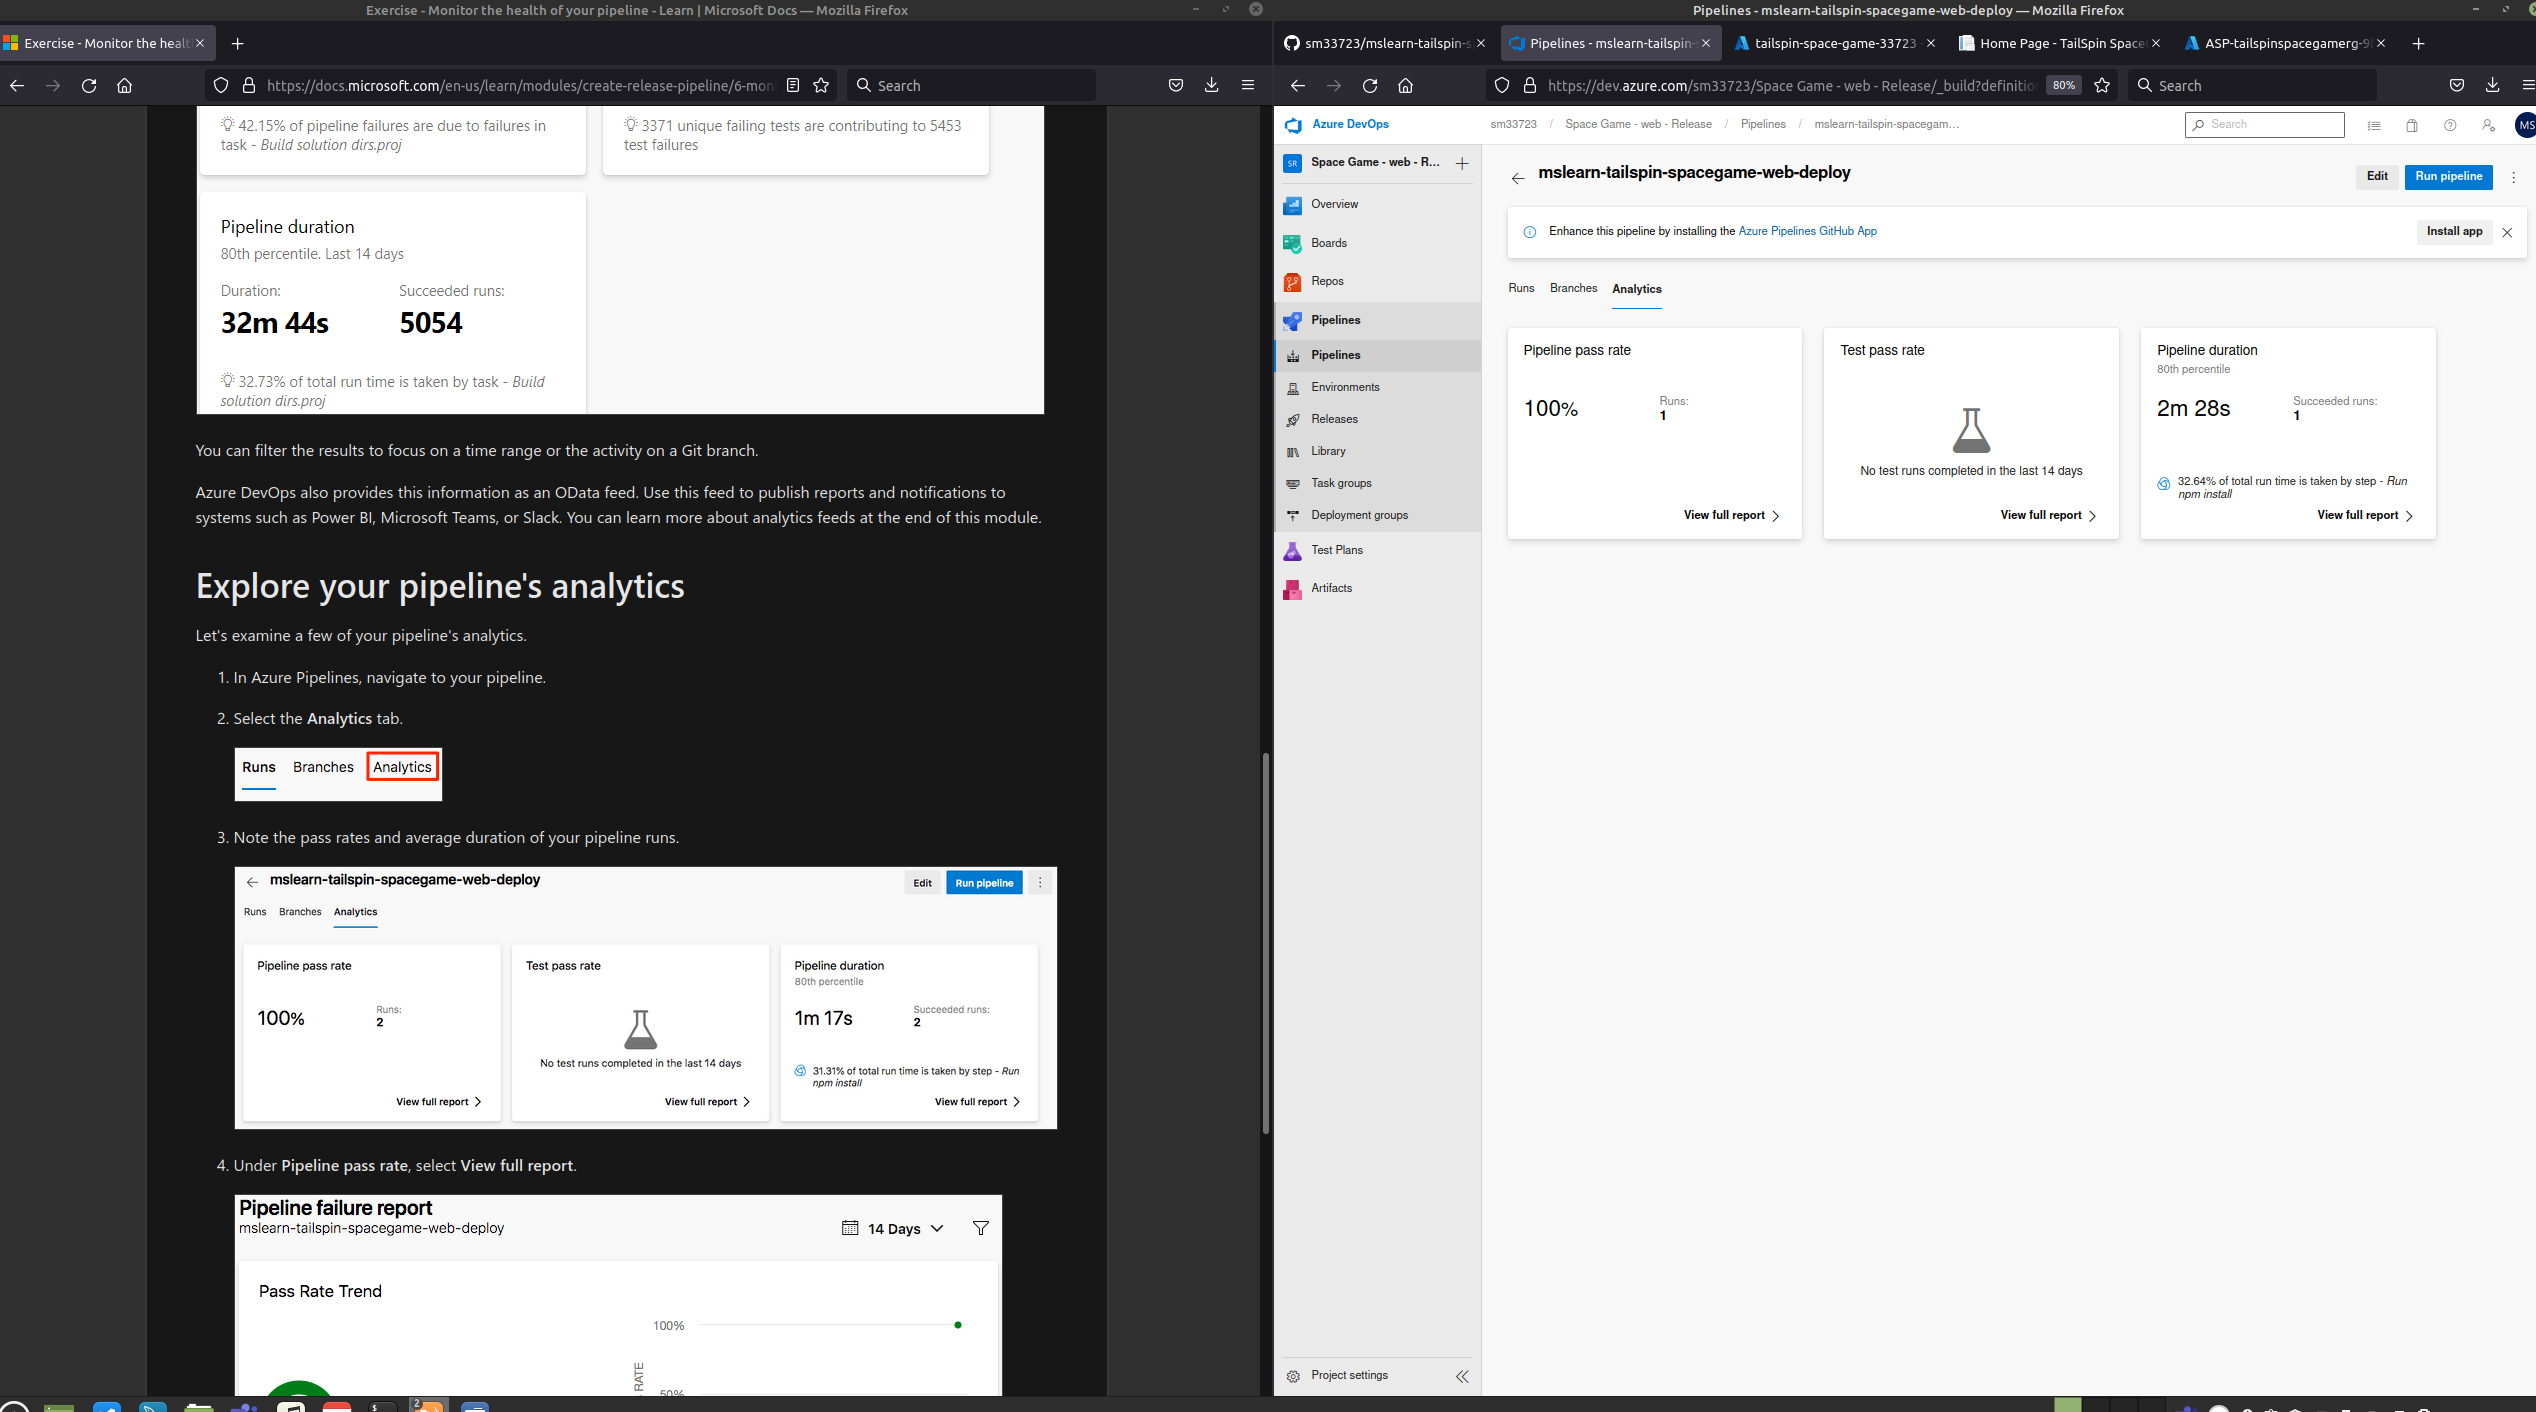 Exercise - Monitor the health of your pipeline - Learn | Microsoft Docs — Mozilla Firefox
Exercise - Monitor the healt
https://docs.microsoft.com/en-us/learn/modules/create-release-pipeline/6-mon
Search
42.15% of pipeline failures are due to failures in
task - Build solution dirs.proj
3371 unique failing tests are contributing to 5453
test failures
Pipeline duration
80th percentile. Last 14 days
Duration:
Succeeded runs:
32m 44s
5054
32.73% of total run time is taken by task - Build
solution dirs.proj
You can filter the results to focus on a time range or the activity on a Git branch.
Azure DevOps also provides this information as an OData feed. Use this feed to publish reports and notifications to
systems such as Power BI, Microsoft Teams, or Slack. You can learn more about analytics feeds at the end of this module.
Explore your pipeline's analytics
Let's examine a few of your pipeline's analytics.
1. In Azure Pipelines, navigate to your pipeline.
2. Select the Analytics tab.
Runs Branches Analytics
3. Note the pass rates and average duration of your pipeline runs.
mslearn-tailspin-spacegame-web-deploy
Edit
Run pipeline
Runs Branches Analytics
Pipeline pass rate
100%
Runs:
2
View full report
Test pass rate
No test runs completed in the last 14 days
View full report
Pipeline duration
80th percentile
1m 17s
Succeeded runs:
2
31.31% of total run time is taken by step - Run
npm install
View full report
4. Under Pipeline pass rate, select View full report.
Pipeline failure report
mslearn-tailspin-spacegame-web-deploy
14 Days
Pass Rate Trend
100%
RATE
50%
Pipelines - mslearn-tailspin-spacegame-web-deploy — Mozilla Firefox
sm33723/mslearn-tailspin-s
Pipelines - mslearn-tailspin-
tailspin-space-game-33723
Home Page - TailSpin Space
ASP-tailspinspacegamerg-9
https://dev.azure.com/sm33723/Space Game - web - Release/_build?definitio
80%
Search
Azure DevOps
sm33723 / Space Game - web - Release / Pipelines / mslearn-tailspin-spacegam...
Search
MS
SR
Space Game - web - R...
Overview
Boards
Repos
Pipelines
Pipelines
Environments
Releases
Library
Task groups
Deployment groups
Test Plans
Artifacts
Project settings
mslearn-tailspin-spacegame-web-deploy
Edit
Run pipeline
Enhance this pipeline by installing the Azure Pipelines GitHub App
Install app
Runs Branches Analytics
Pipeline pass rate
100%
Runs:
1
View full report
Test pass rate
No test runs completed in the last 14 days
View full report
Pipeline duration
80th percentile
2m 28s
Succeeded runs:
1
32.64% of total run time is taken by step - Run
npm install
View full report
2